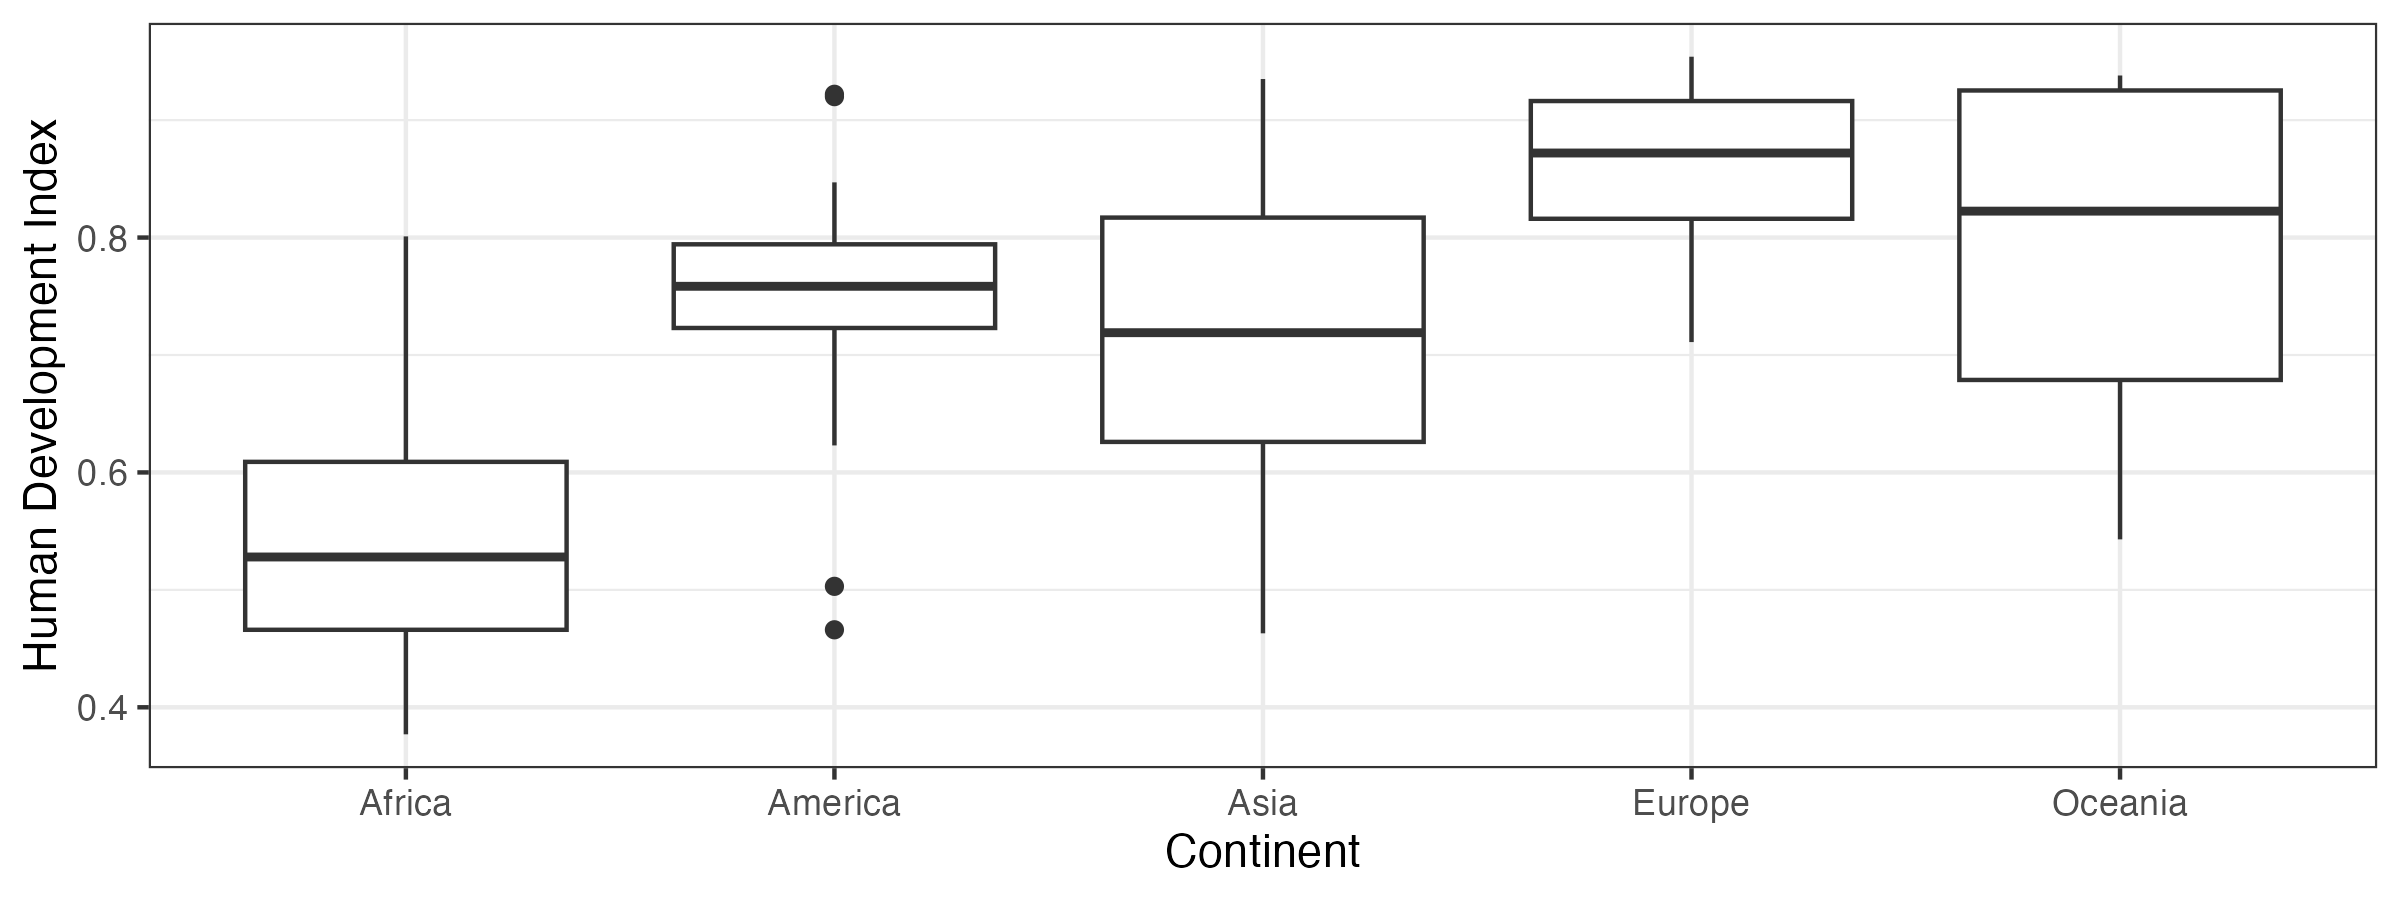 Human Development Index
0.8
0.6
0.4
Africa
America
Asia
Europe
Oceania
Continent